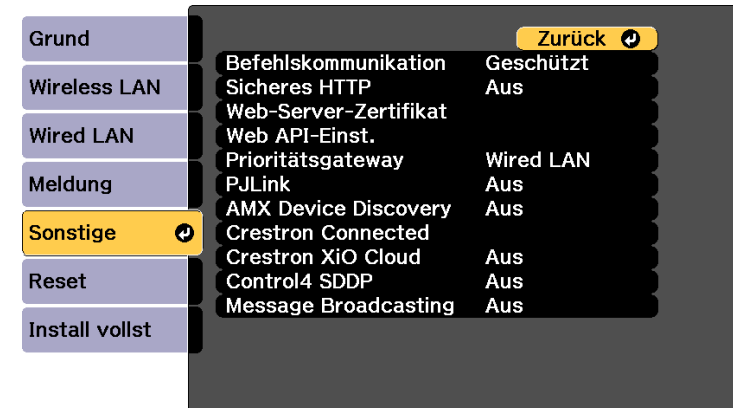 Grund
Wireless LAN
Wired LAN
Meldung
Sonstige
Reset
Install vollst
Zurück
Befehlskommunikation Geschützt
Sicheres HTTP Aus
Web-Server-Zertifikat
Web API-Einst.
Prioritätsgateway Wired LAN
PJLink Aus
AMX Device Discovery Aus
Crestron Connected
Crestron XiO Cloud Aus
Control4 SDDP Aus
Message Broadcasting Aus